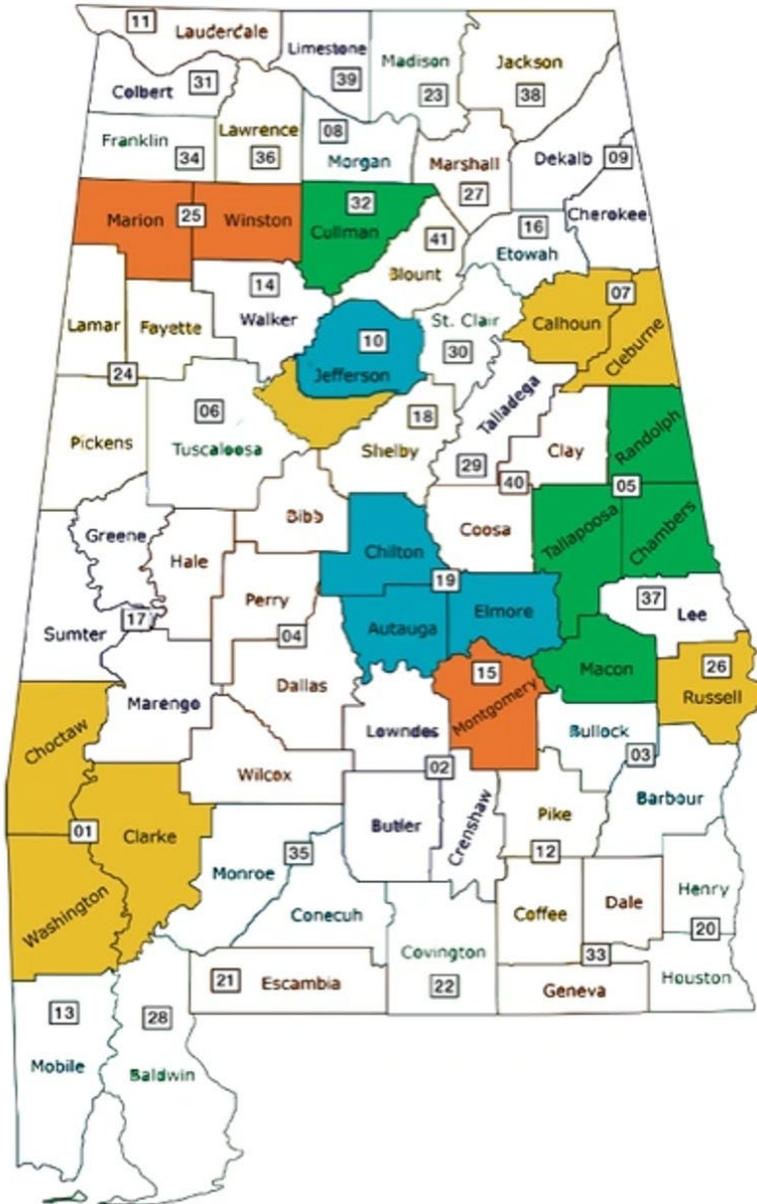 11
Lauderdale
Limestone
39
Madison
23
Jackson
38
Colbert
31
Franklin
34
Lawrence
36
08
Morgan
Marshall
27
Dekalb
09
Cherokee
Marion
25
Winston
32
Cullman
41
Blount
16
Etowah
14
Walker
Lamar
Fayette
24
10
Jefferson
St. Clair
30
07
Calhoun
Cleburne
Pickens
06
Tuscaloosa
18
Shelby
Talladega
29
40
Clay
Randolph
05
Greene
Hale
Bibb
Chilton
Coosa
Tallapoosa
Chambers
19
17
Sumter
Perry
04
Autauga
Elmore
37
Lee
Dallas
Macon
26
Russell
Marengo
Choctaw
Lowndes
15
Montgomery
Bullock
03
Wilcox
02
Barbour
01
Clarke
Butler
Crenshaw
Pike
12
Washington
Monroe
35
Conecuh
Coffee
Dale
Henry
20
Covington
22
33
21
Escambia
Geneva
Houston
13
Mobile
28
Baldwin